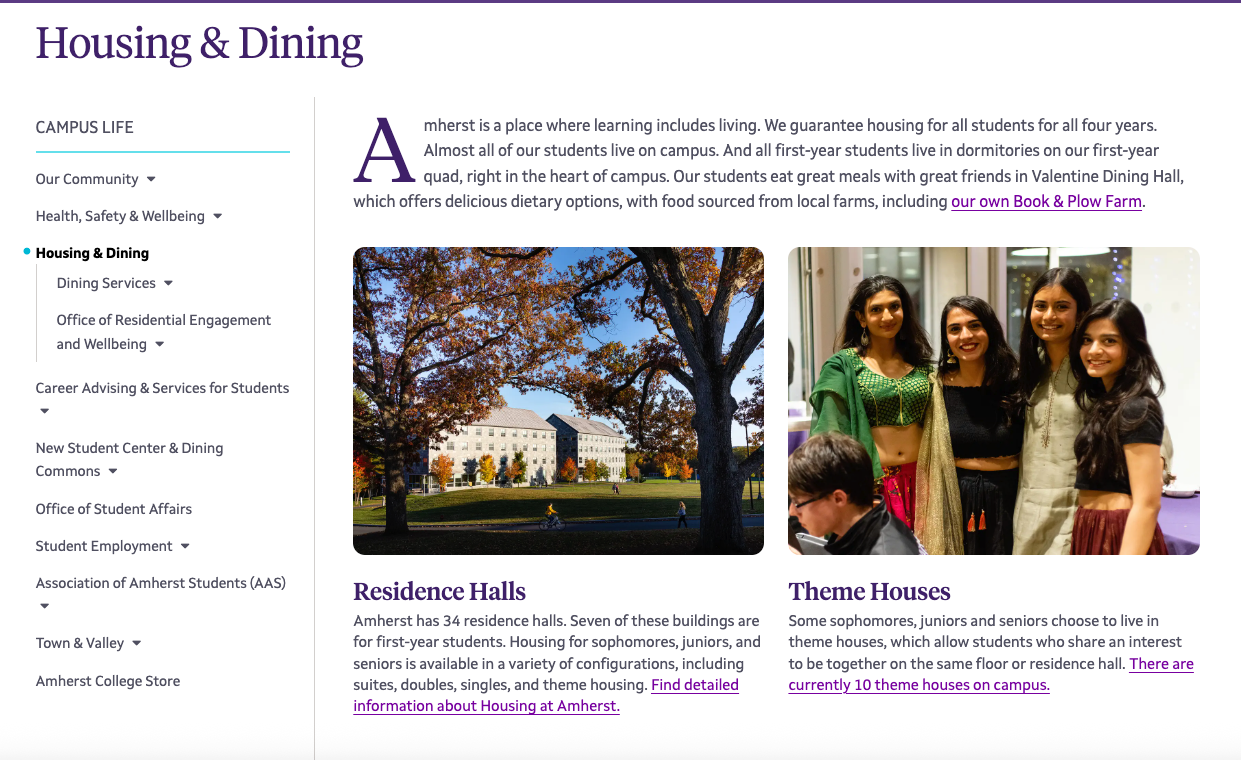 Housing & Dining
CAMPUS LIFE
Our Community
Health, Safety & Wellbeing
Housing & Dining
Dining Services
Office of Residential Engagement
and Wellbeing
Career Advising & Services for Students
New Student Center & Dining
Commons
Office of Student Affairs
Student Employment
Association of Amherst Students (AAS)
Town & Valley
Amherst College Store
Amherst is a place where learning includes living. We guarantee housing for all students for all four years.
Almost all of our students live on campus. And all first-year students live in dormitories on our first-year
quad, right in the heart of campus. Our students eat great meals with great friends in Valentine Dining Hall,
which offers delicious dietary options, with food sourced from local farms, including our own Book & Plow Farm.
Residence Halls
Amherst has 34 residence halls. Seven of these buildings are
for first-year students. Housing for sophomores, juniors, and
seniors is available in a variety of configurations, including
suites, doubles, singles, and theme housing. Find detailed
information about Housing at Amherst.
Theme Houses
Some sophomores, juniors and seniors choose to live in
theme houses, which allow students who share an interest
to be together on the same floor or residence hall. There are
currently 10 theme houses on campus.